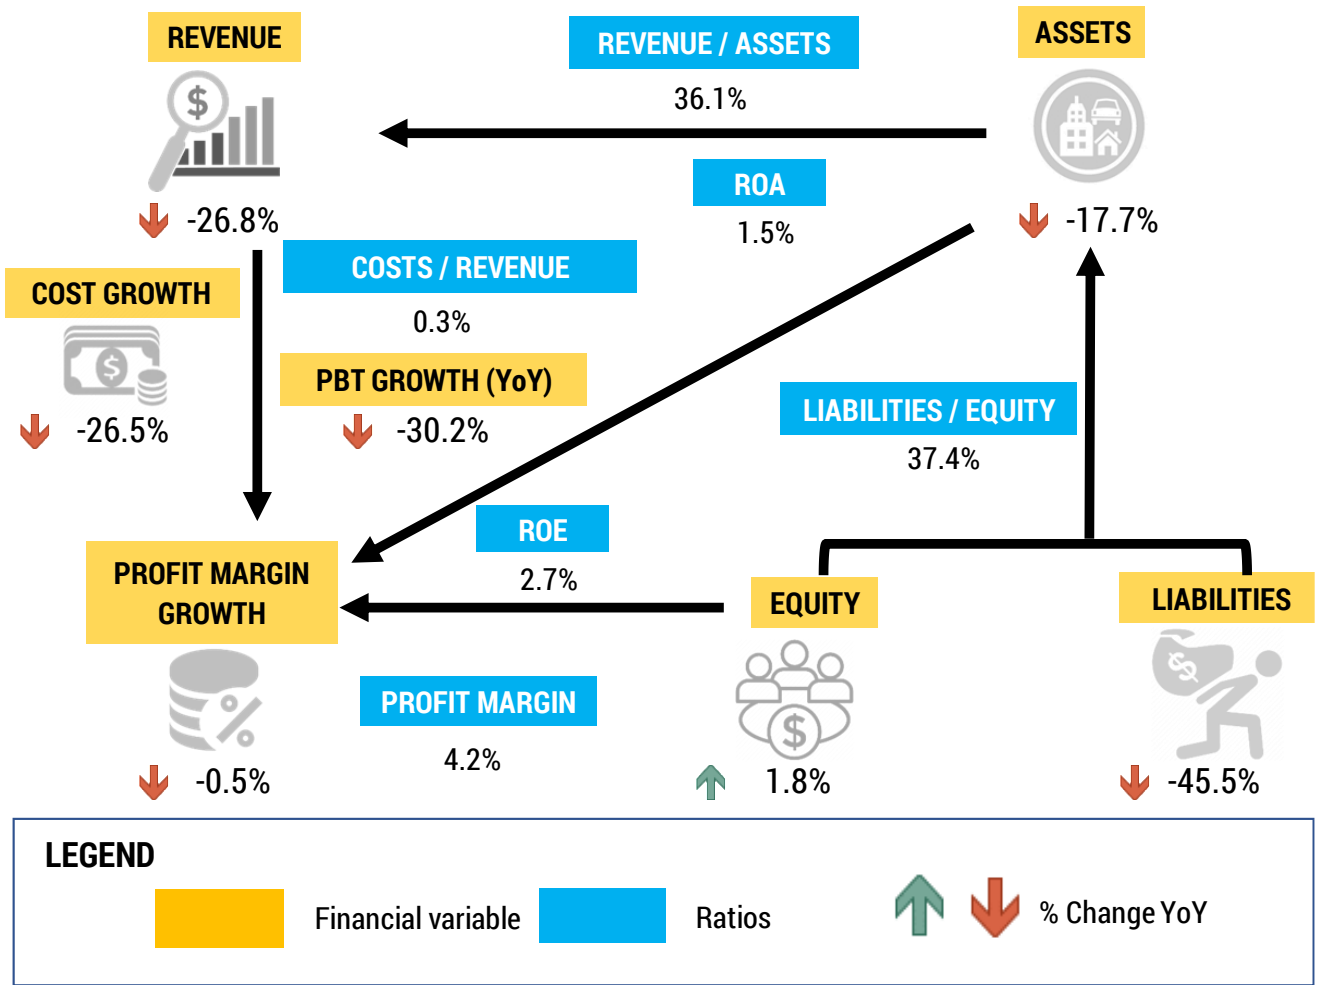 REVENUE
REVENUE / ASSETS
ASSETS
$
36.1%
ROA
1.5%
-26.8%
-17.7%
COSTS / REVENUE
COST GROWTH
0.3%
$
PBT GROWTH (YoY)
-26.5%
-30.2%
LIABILITIES / EQUITY
37.4%
ROE
2.7%
PROFIT MARGIN
GROWTH
EQUITY
LIABILITIES
$
%
PROFIT MARGIN
$
4.2%
-0.5%
1.8%
-45.5%
LEGEND
Financial variable
Ratios
% Change YoY